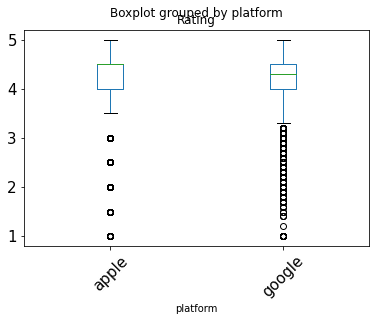 Boxplot grouped by platform
Rating
5
4
3
2
1
apple
google
platform